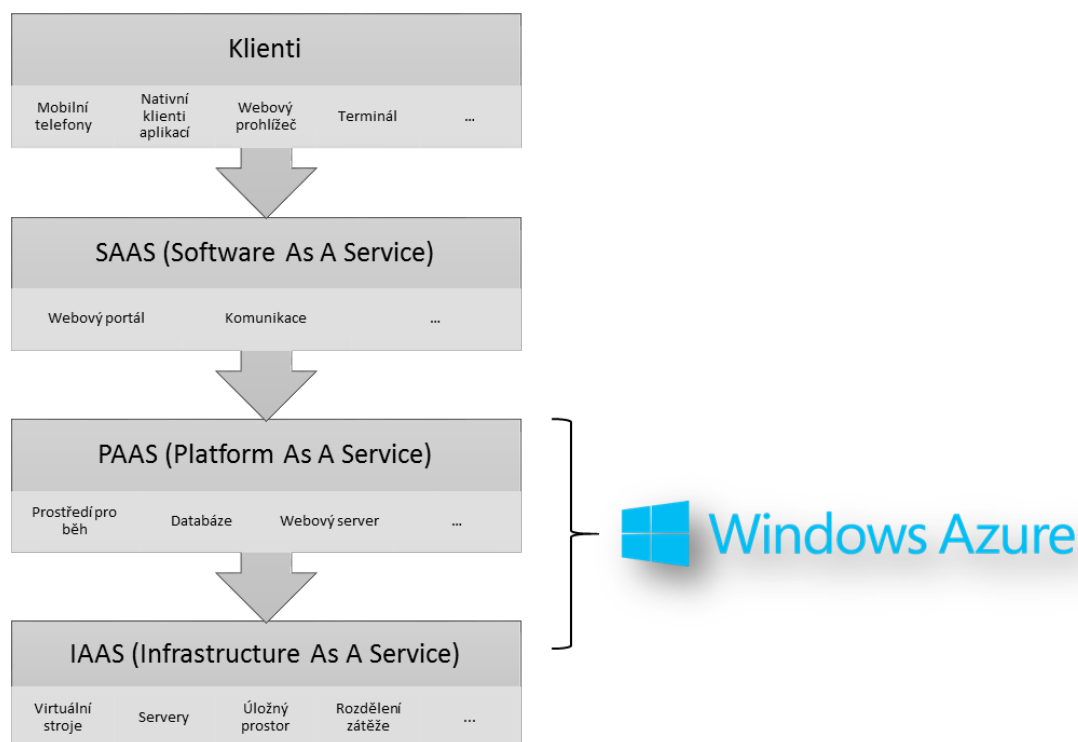 Klienti
Mobilní
telefony
Nativní
klienti
aplikací
Webový
prohlížeč
Terminál
...
SAAS (Software As A Service)
Webový portál
Komunikace
...
PAAS (Platform As A Service)
Prostředí pro
běh
Databáze
Webový server
...
Windows Azure
IAAS (Infrastructure As A Service)
Virtuální
stroje
Servery
Úložný
prostor
Rozdělení
zátěže
...